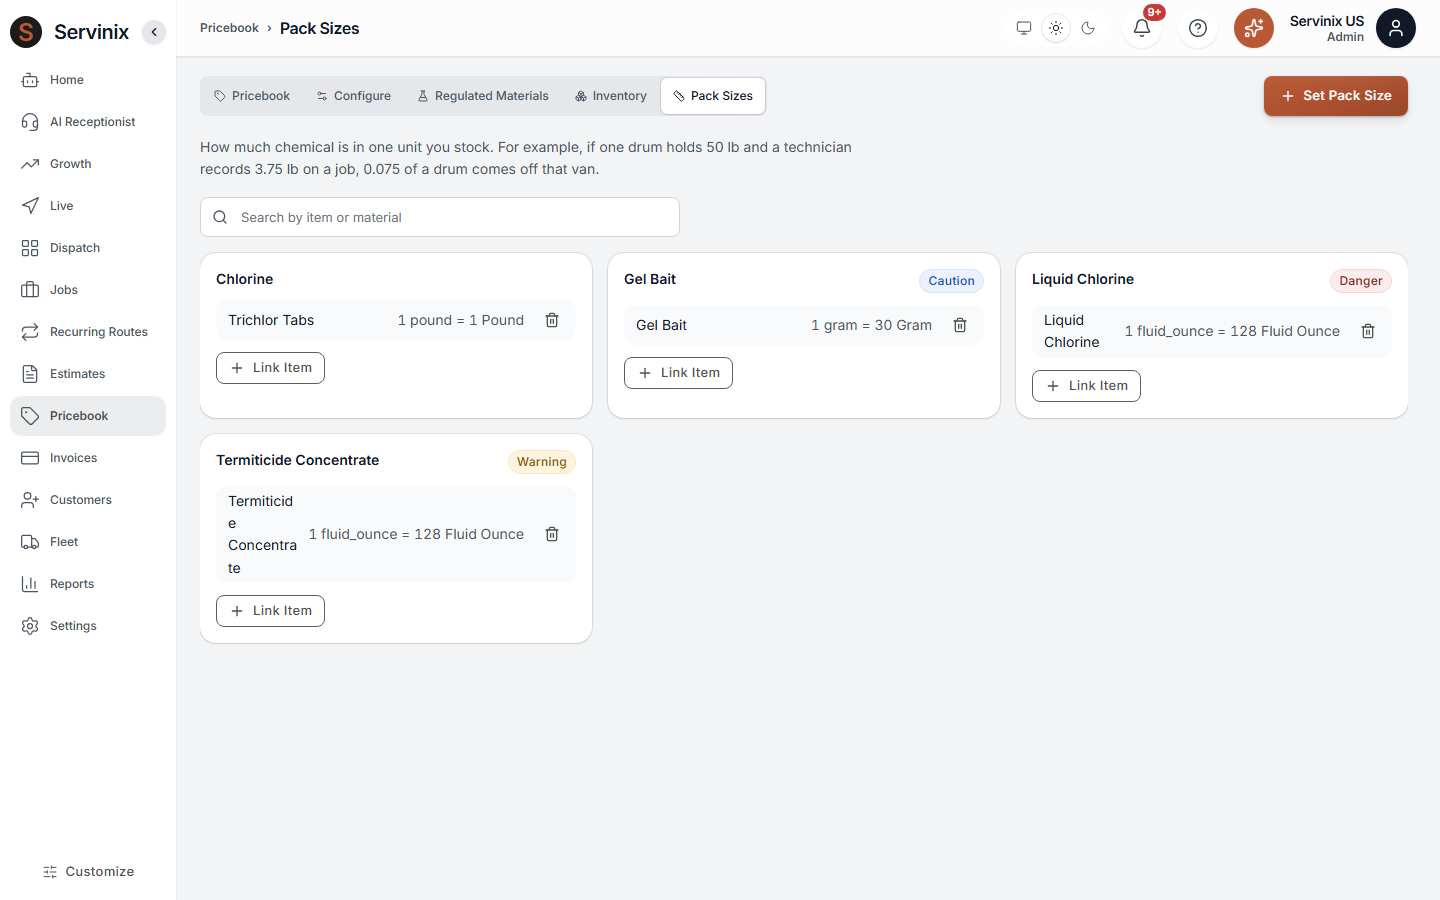 S Servinix
Home
AI Receptionist
Growth
Live
Dispatch
Jobs
Recurring Routes
Estimates
Pricebook
Invoices
Customers
Fleet
Reports
Settings
Customize
Pricebook › Pack Sizes
9+
Servinix US
Admin
Pricebook
Configure
Regulated Materials
Inventory
Pack Sizes
+ Set Pack Size
How much chemical is in one unit you stock. For example, if one drum holds 50 lb and a technician
records 3.75 lb on a job, 0.075 of a drum comes off that van.
Search by item or material
Chlorine
Trichlor Tabs 1 pound = 1 Pound
+ Link Item
Gel Bait Caution
Gel Bait 1 gram = 30 Gram
+ Link Item
Liquid Chlorine Danger
Liquid
Chlorine
1 fluid_ounce = 128 Fluid Ounce
+ Link Item
Termiticide Concentrate Warning
Termiticid
e
Concentra
te
1 fluid_ounce = 128 Fluid Ounce
+ Link Item